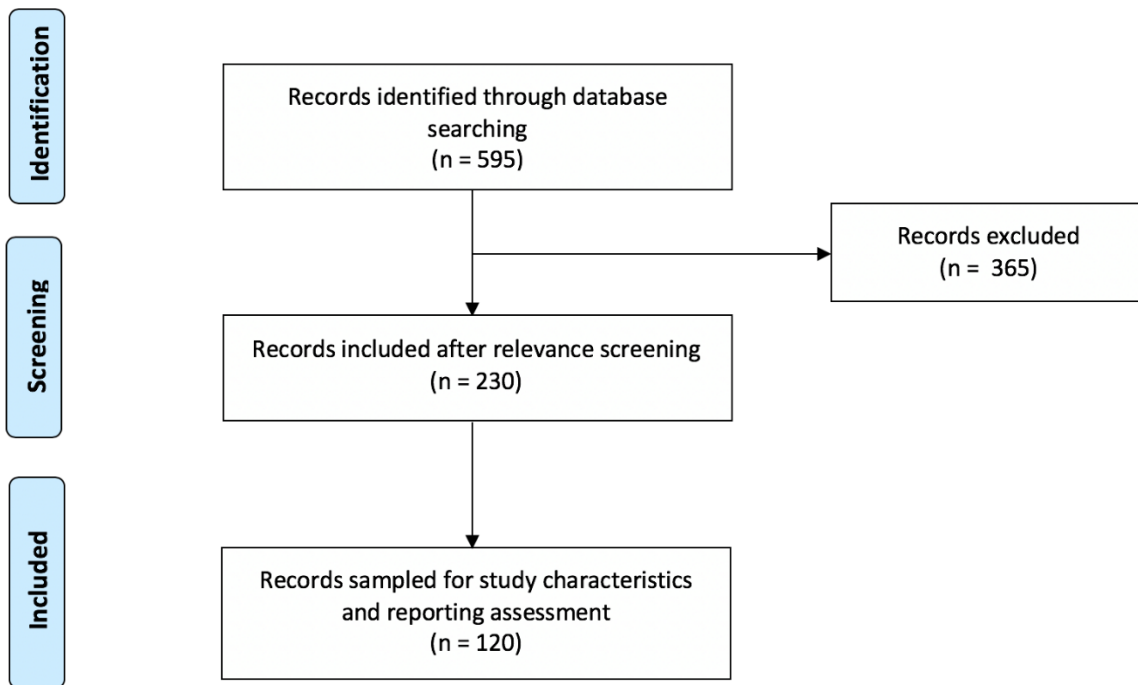 Identification
Records identified through database
searching
(n = 595)
Records excluded
(n =  365)
Screening
Records included after relevance screening
(n = 230)
Included
Records sampled for study characteristics
and reporting assessment
(n = 120)